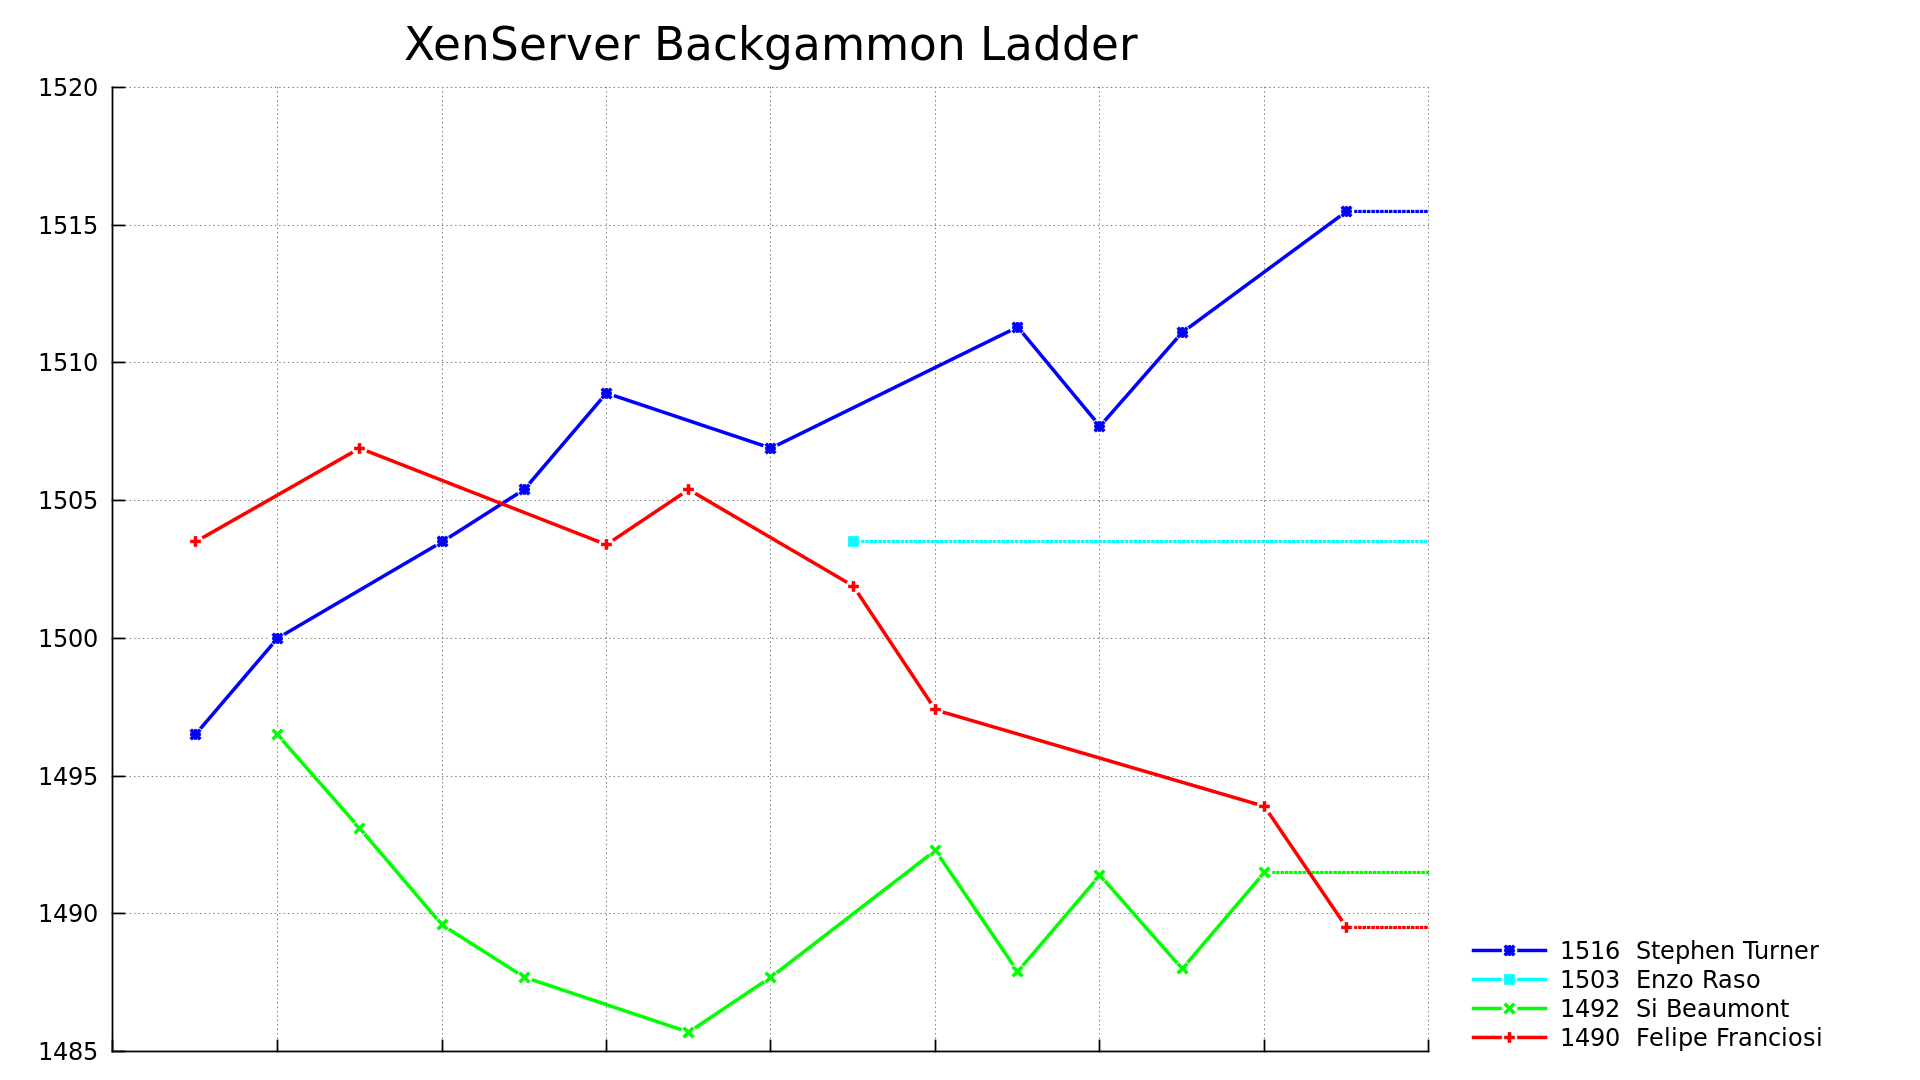 XenServer Backgammon Ladder
1520
1515
1510
1505
1500
1495
1490
1485
1516 Stephen Turner
1503 Enzo Raso
1492 Si Beaumont
1490 Felipe Franciosi